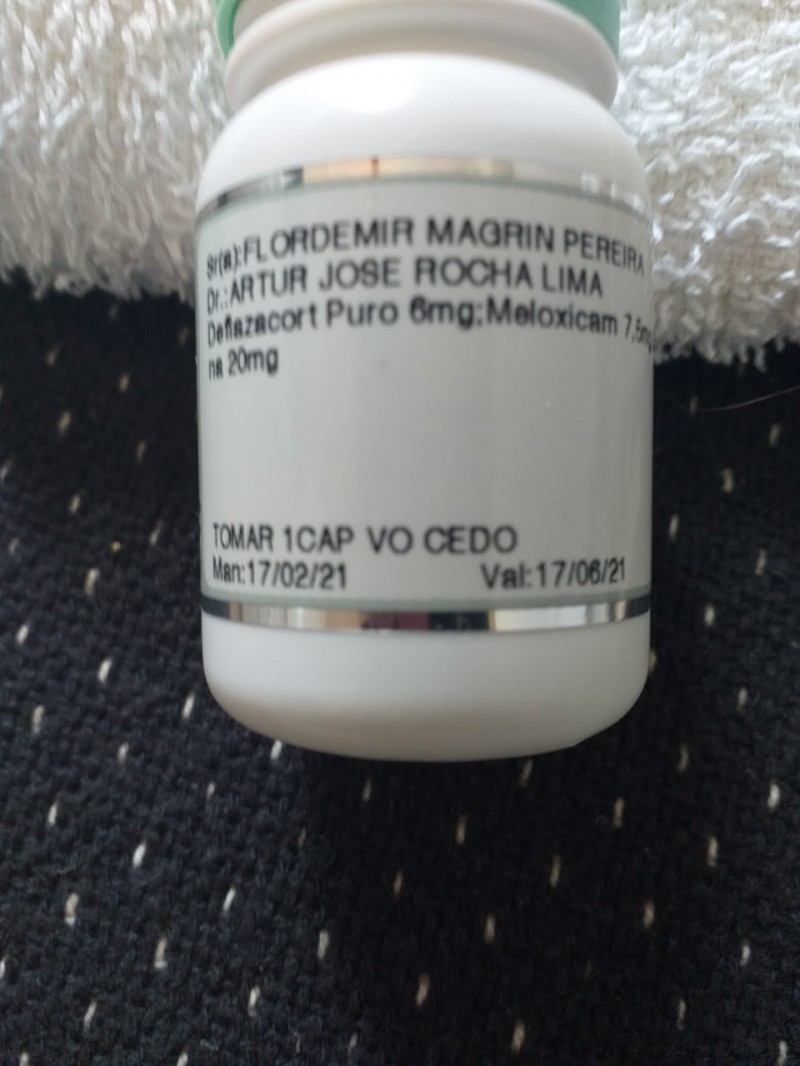 Sr(a):FLORDEMIR MAGRIN PEREIRA
Dr.:ARTUR JOSE ROCHA LIMA
Deflazacort Puro 6mg;Meloxicam 7,5m
na 20mg
TOMAR 1CAP VO CEDO
Man:17/02/21 Val:17/06/21